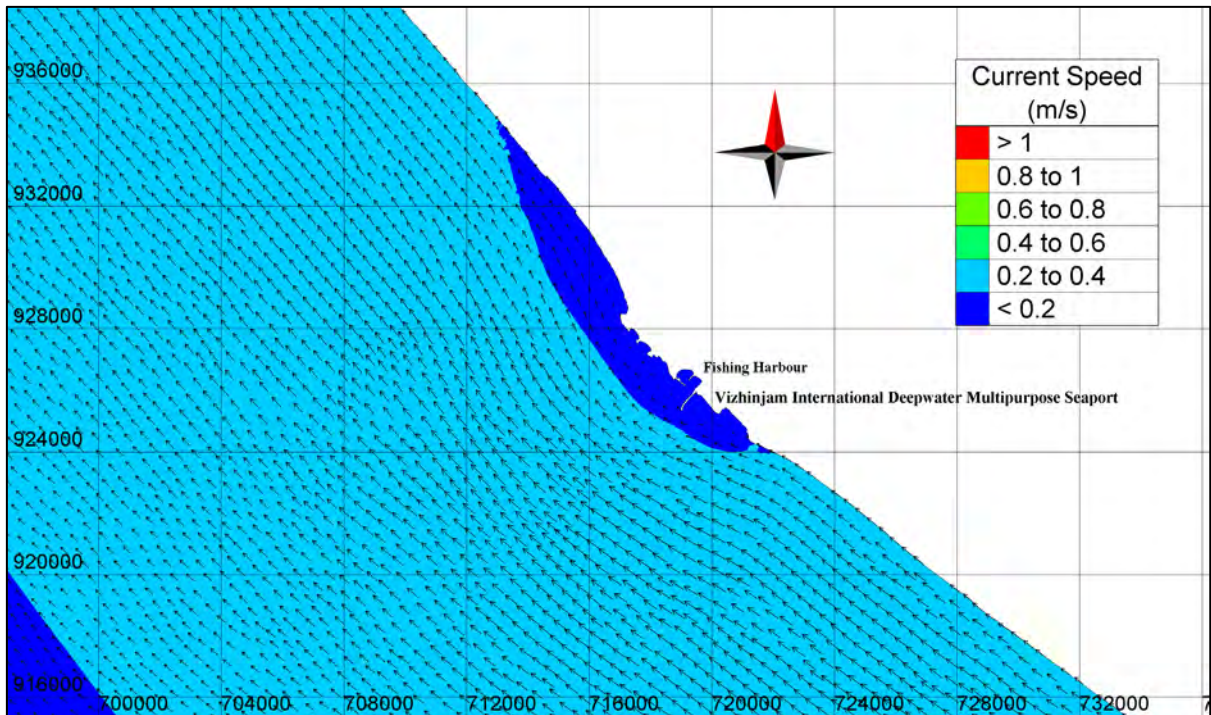 936000
932000
928000
924000
920000
916000
700000
704000
708000
712000
716000
720000
724000
728000
732000
Current Speed
(m/s)
> 1
0.8 to 1
0.6 to 0.8
0.4 to 0.6
0.2 to 0.4
< 0.2
Fishing Harbour
Vizhinjam International Deepwater Multipurpose Seaport